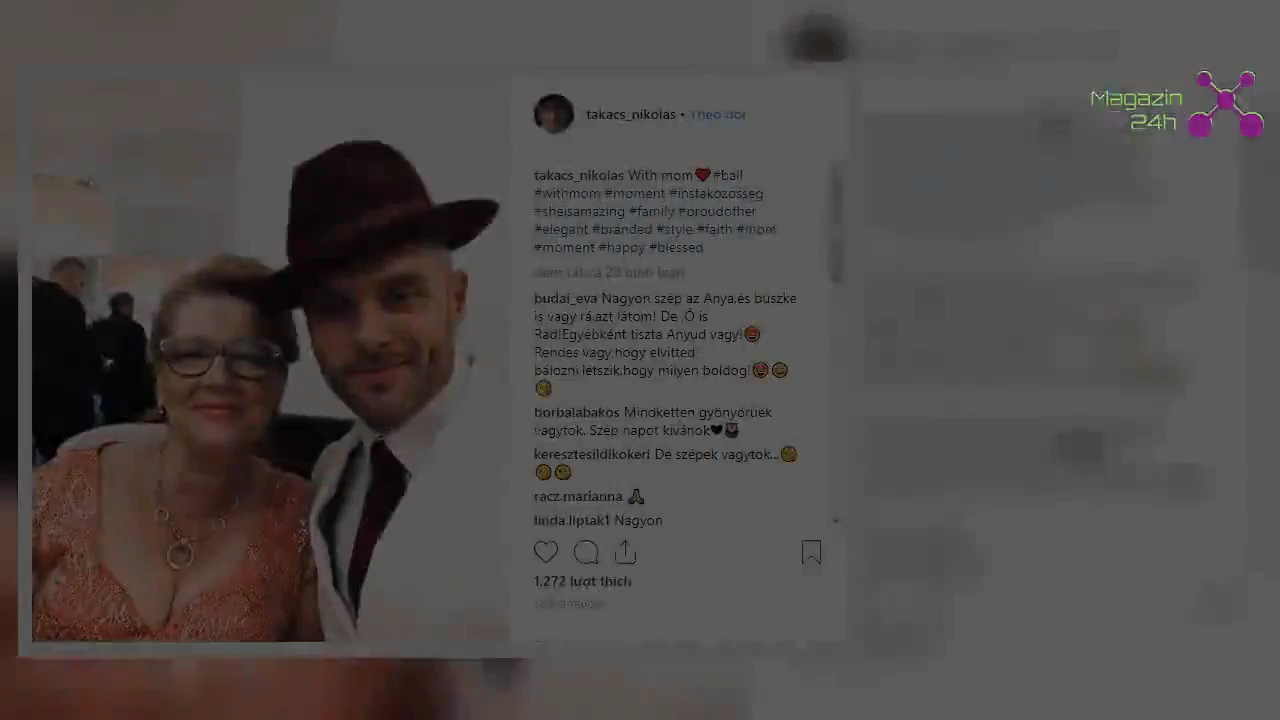 Magazin
24h
takacs_nikolas • Theo dõi
takacs_nikolas With mom❤️ #ball
#withmom #moment #instaközösség
#sheisamazing #family #proudofher
#elegant #branded #style #faith #mom
#moment #happy #blessed
budai_eva Nagyon szép az Anya,és büszke
is vagy rá,azt látom! De Ő is
Rád!Egyébként tiszta Anyud vagy!
Rendes vagy,hogy elvitted
bálozni,látszik,hogy milyen boldog!
borbalabakos Mindketten gyönyörűek
vagytok. Szép napot kívánok
keresztesildikokeri De szépek vagytok...
racz.marianna 🙏
linda.liptak1 Nagyon
1.272 lượt thích